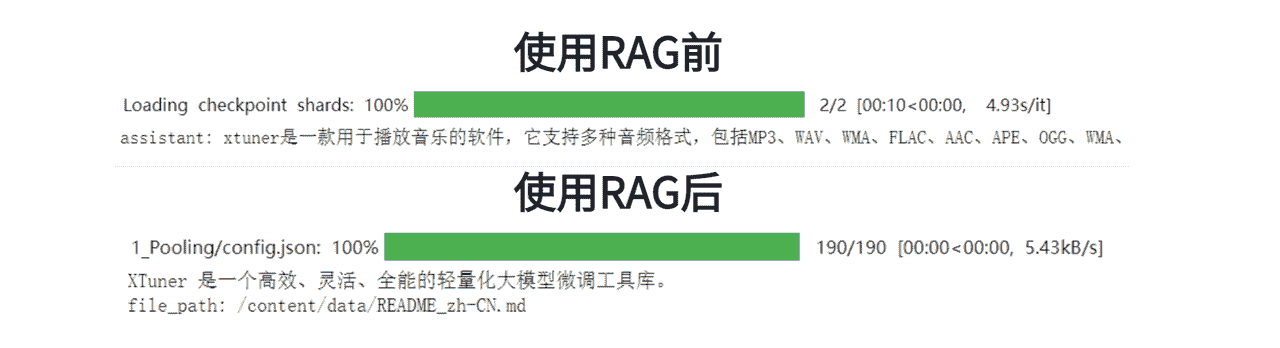 使用RAG前
Loading checkpoint shards: 100% 2/2 [00:10<00:00, 4.93s/it]
assistant: xtuner是一款用于播放音乐的软件，它支持多种音频格式，包括MP3、WAV、WMA、FLAC、AAC、APE、OGG、WMA、
使用RAG后
1_Pooling/config.json: 100% 190/190 [00:00<00:00, 5.43kB/s]
XTuner 是一个高效、灵活、全能的轻量化大模型微调工具库。
file_path: /content/data/README_zh-CN.md